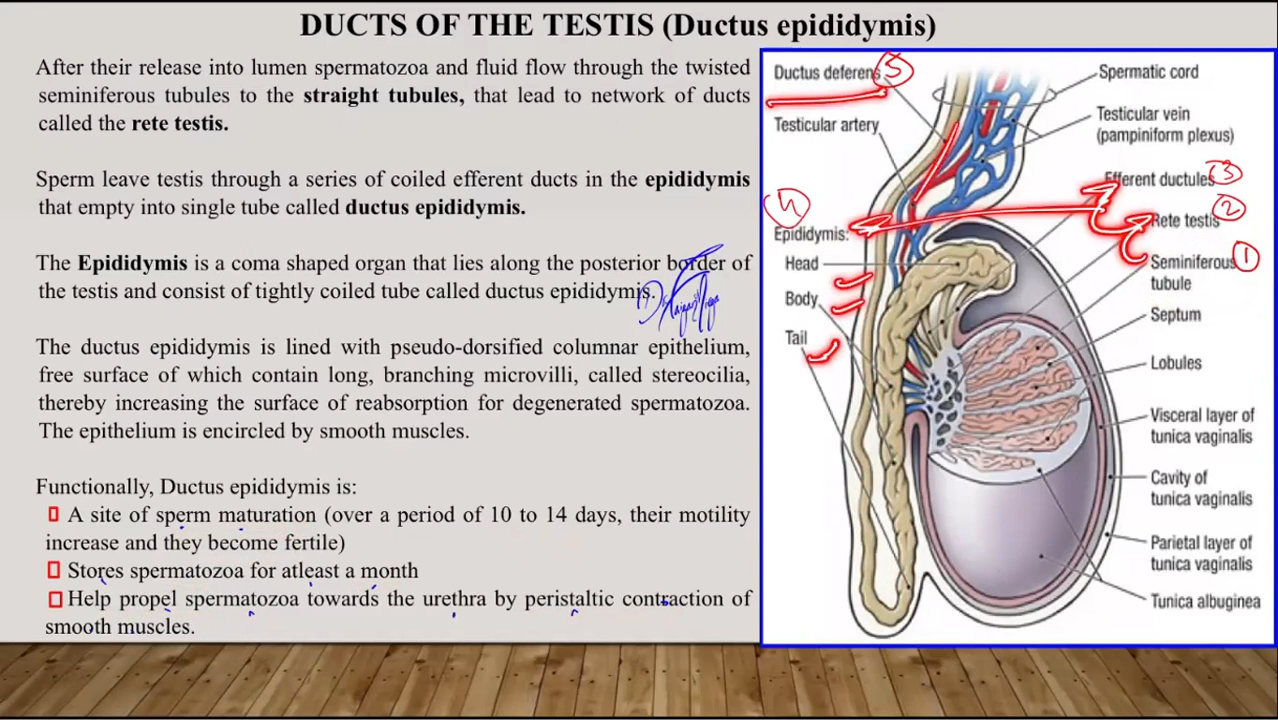 DUCTS OF THE TESTIS (Ductus epididymis)
After their release into lumen spermatozoa and fluid flow through the twisted
seminiferous tubules to the straight tubules, that lead to network of ducts
called the rete testis.
Sperm leave testis through a series of coiled efferent ducts in the epididymis
that empty into single tube called ductus epididymis.
The Epididymis is a coma shaped organ that lies along the posterior border of
the testis and consist of tightly coiled tube called ductus epididymis.
The ductus epididymis is lined with pseudo-dorsified columnar epithelium,
free surface of which contain long, branching microvilli, called stereocilia,
thereby increasing the surface of reabsorption for degenerated spermatozoa.
The epithelium is encircled by smooth muscles.
Functionally, Ductus epididymis is:
A site of sperm maturation (over a period of 10 to 14 days, their motility
increase and they become fertile)
Stores spermatozoa for atleast a month
Help propel spermatozoa towards the urethra by peristaltic contraction of
smooth muscles.
Ductus deferens 5
Testicular artery
4
Epididymis:
Head
Body
Tail
Spermatic cord
Testicular vein
(pampiniform plexus)
Efferent ductules 3
Rete testis 2
Seminiferous 1
tubule
Septum
Lobules
Visceral layer of
tunica vaginalis
Cavity of
tunica vaginalis
Parietal layer of
tunica vaginalis
Tunica albuginea